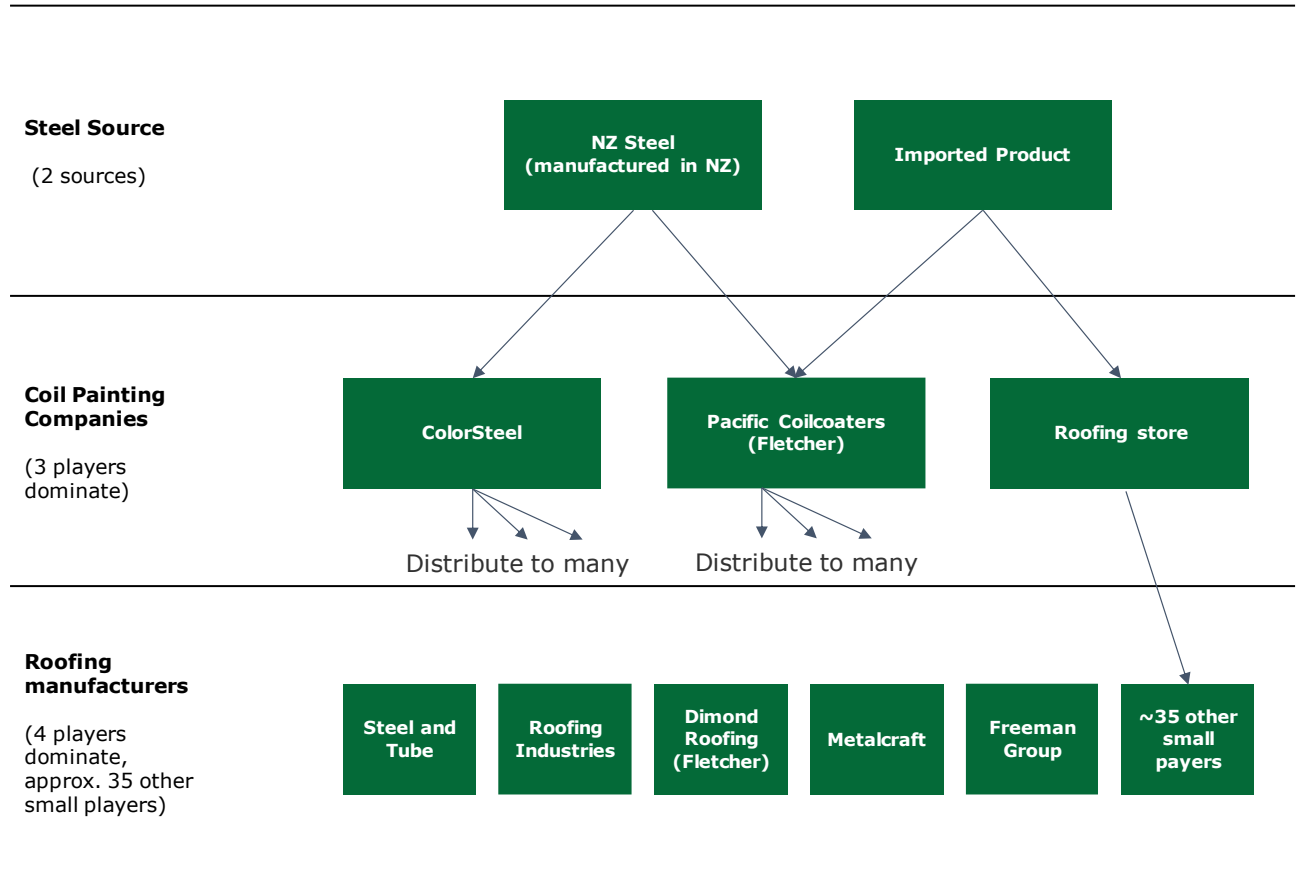 Steel Source
(2 sources)
NZ Steel
(manufactured in NZ)
Imported Product
Coil Painting
Companies
(3 players
dominate)
ColorSteel
Pacific Coilcoaters
(Fletcher)
Roofing store
Distribute to many
Distribute to many
Roofing
manufacturers
(4 players
dominate,
approx. 35 other
small players)
Steel and
Tube
Roofing
Industries
Dimond
Roofing
(Fletcher)
Metalcraft
Freeman
Group
~35 other
small
payers